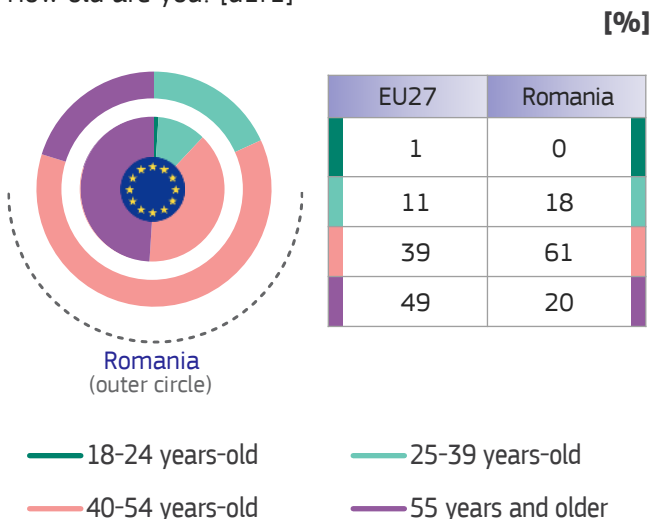 [%]
EU27 Romania
1 0
11 18
39 61
49 20
Romania
(outer circle)
18-24 years-old 25-39 years-old
40-54 years-old 55 years and older